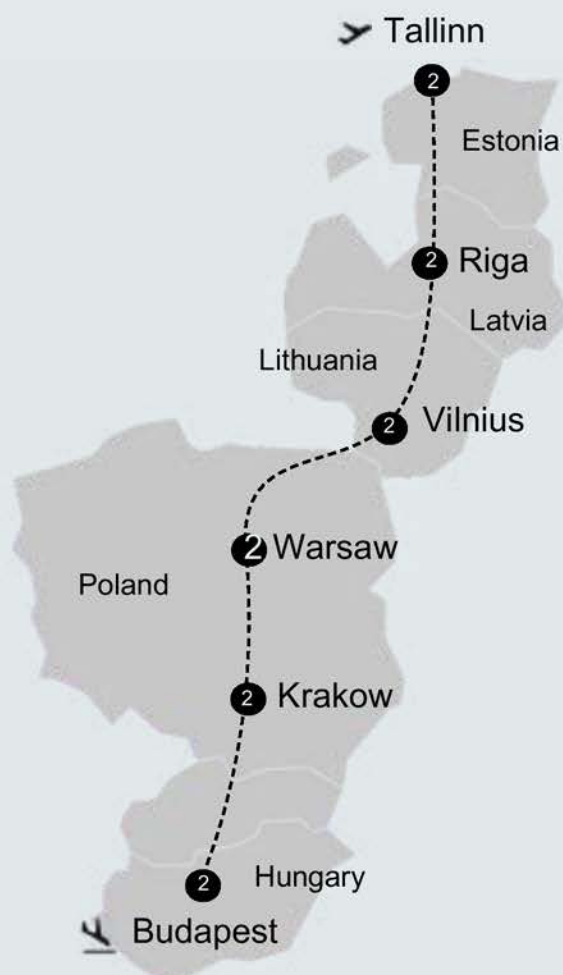 Tallinn
2
Estonia
2 Riga
Latvia
Lithuania
2 Vilnius
2 Warsaw
Poland
2 Krakow
2 Hungary
Budapest